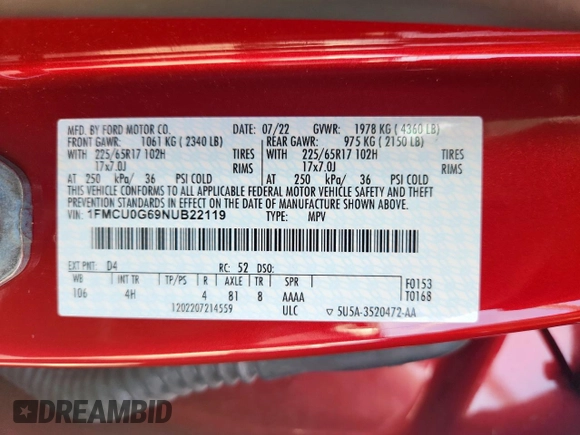 MFD. BY FORD MOTOR CO. DATE: 07/22 GVWR: 1978 KG ( 4360 LB)
FRONT GAWR: 1061 KG ( 2340 LB) REAR GAWR: 975 KG ( 2150 LB)
WITH 225/65R17 102H TIRES WITH 225/65R17 102H TIRES
17x7.0J RIMS 17x7.0J RIMS
AT 250 kPa/ 36 PSI COLD AT 250 kPa/ 36 PSI COLD
THIS VEHICLE CONFORMS TO ALL APPLICABLE FEDERAL MOTOR VEHICLE SAFETY AND THEFT
PREVENTION STANDARDS IN EFFECT ON THE DATE OF MANUFACTURE SHOWN ABOVE.
VIN: 1FMCU0G69NUB22119 TYPE: MPV
EXT PNT: D4 RC: 52 DSO:
WB INT TR TP/PS R AXLE TR SPR F0153
106 4H 4 81 8 AAAA T0168
1202207214559 ULC ▽ 5U5A-3520472-AA
DREAMBID